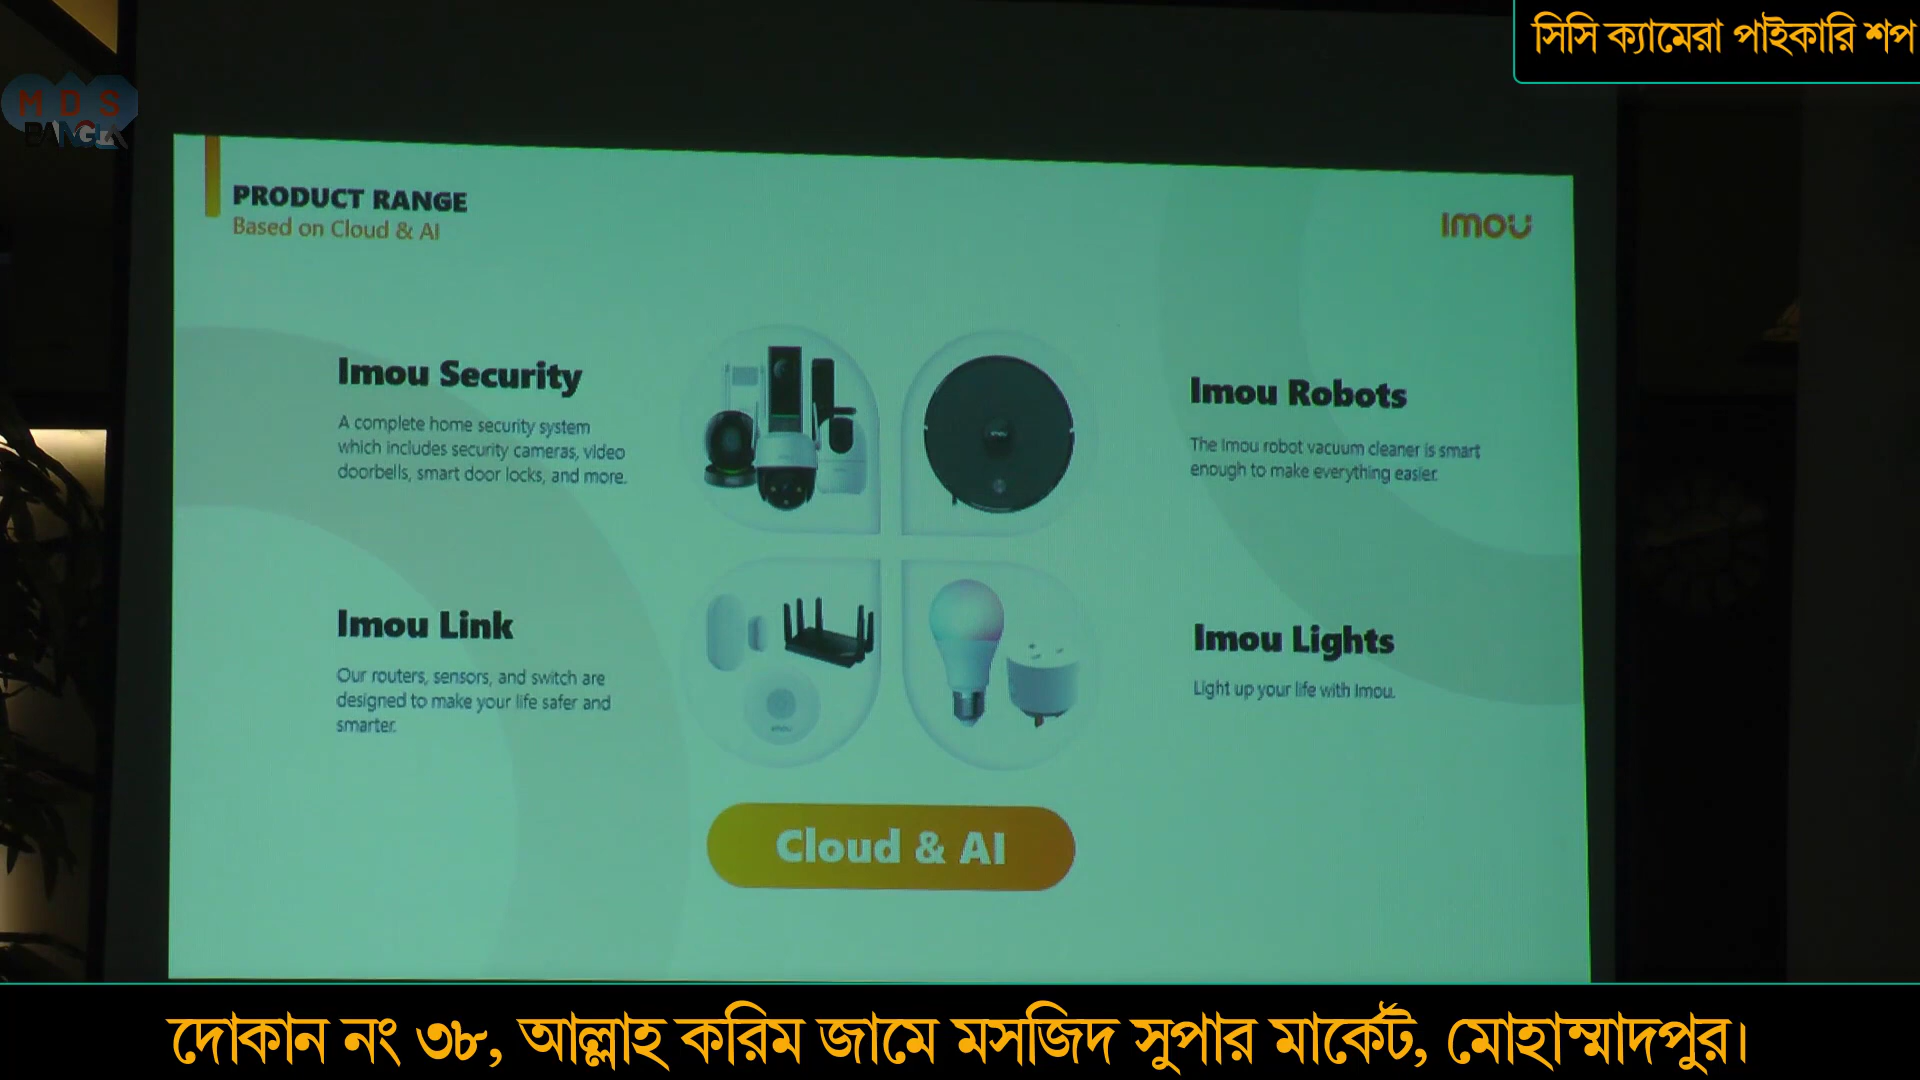 সিসি ক্যামেরা পাইকারি শপ
MDS
BANGLA
PRODUCT RANGE
Based on Cloud & AI
imou
Imou Security
A complete home security system
which includes security cameras, video
doorbells, smart door locks, and more.
Imou Robots
The Imou robot vacuum cleaner is smart
enough to make everything easier.
Imou Link
Our routers, sensors, and switch are
designed to make your life safer and
smarter.
Imou Lights
Light up your life with Imou.
Cloud & AI
দোকান নং ৩৮, আল্লাহ করিম জামে মসজিদ সুপার মার্কেট, মোহাম্মাদপুর।